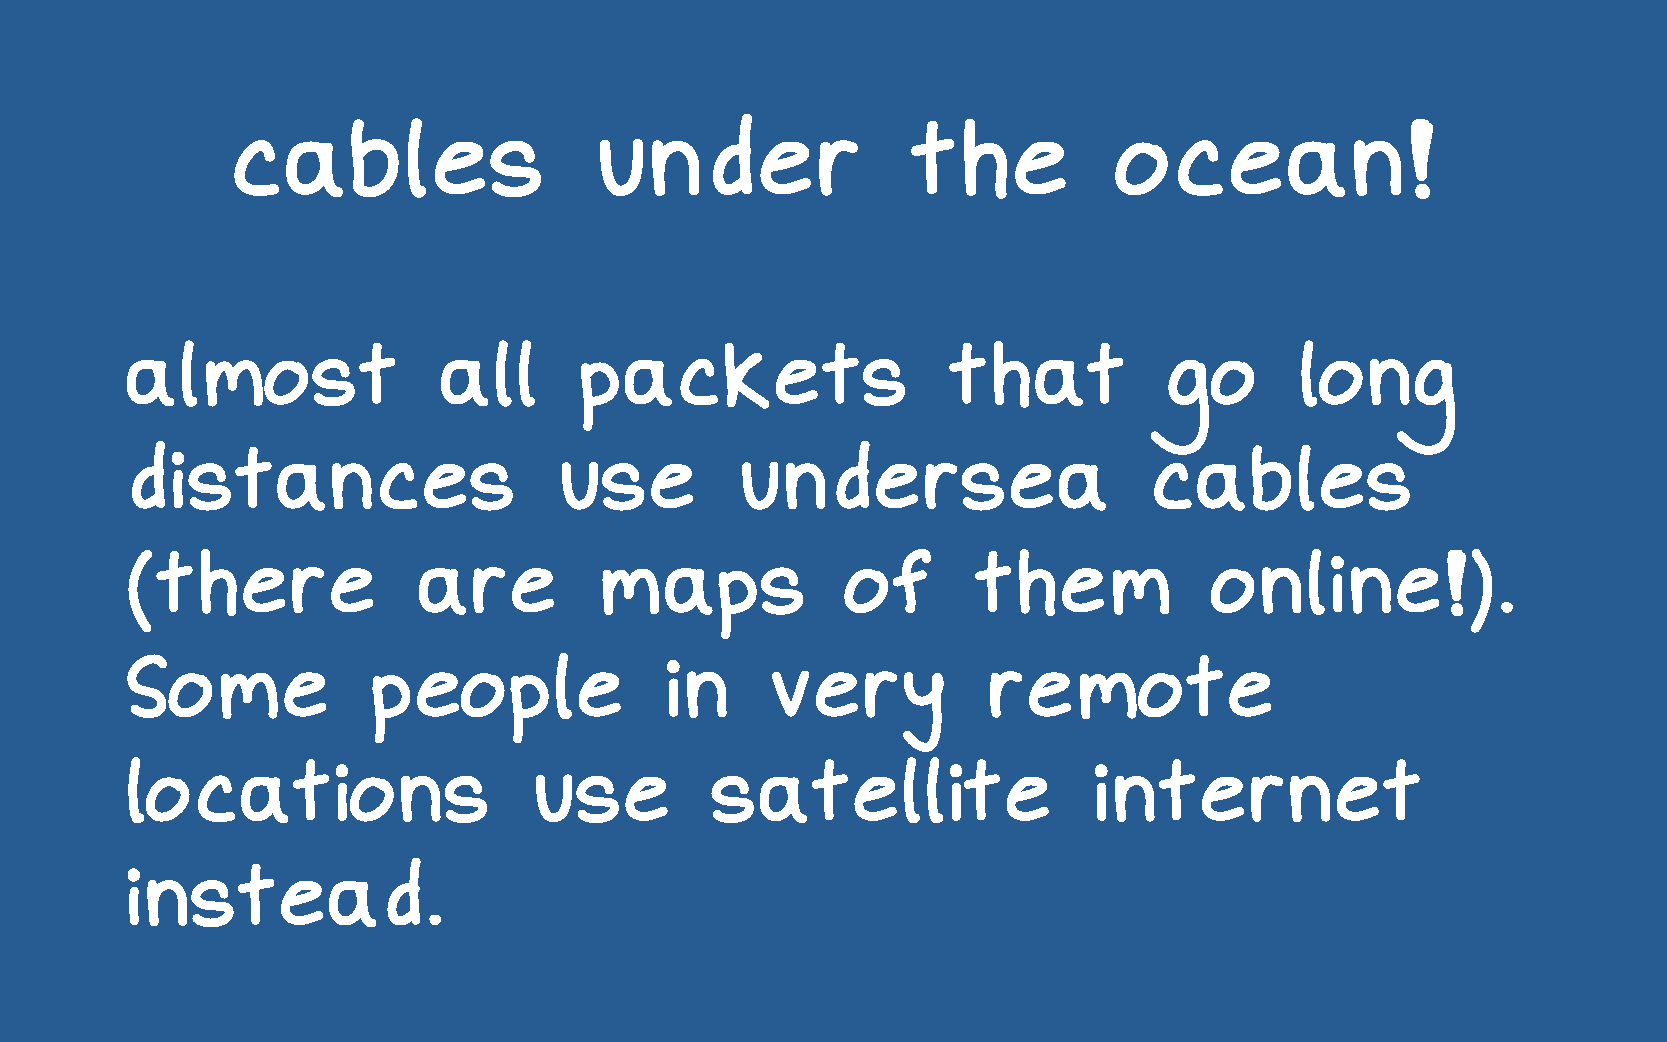 cables under the ocean!
almost all packets that go long
distances use undersea cables
(there are maps of them online!).
Some people in very remote
locations use satellite internet
instead.